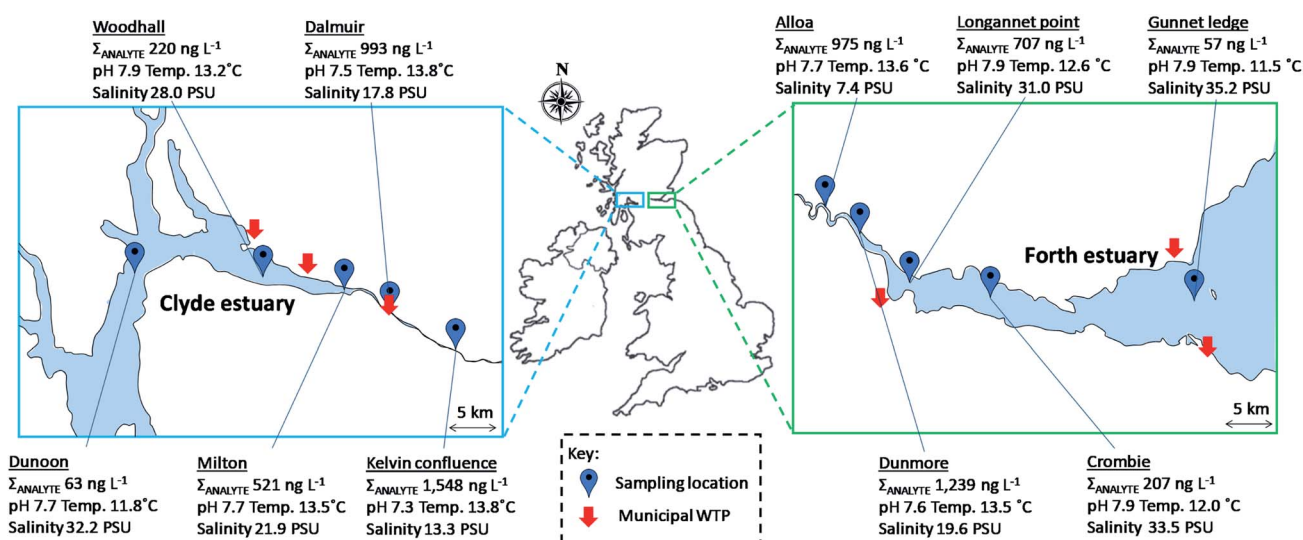 Woodhall
ΣANALYTE 220 ng L-1
pH 7.9 Temp. 13.2˚C
Salinity 28.0 PSU
Dalmuir
ΣANALYTE 993 ng L-1
pH 7.5 Temp. 13.8˚C
Salinity 17.8 PSU
N
Alloa
ΣANALYTE 975 ng L-1
pH 7.7 Temp. 13.6 ˚C
Salinity 7.4 PSU
Longannet point
ΣANALYTE 707 ng L-1
pH 7.9 Temp. 12.6 ˚C
Salinity 31.0 PSU
Gunnet ledge
ΣANALYTE 57 ng L-1
pH 7.9 Temp. 11.5 ˚C
Salinity 35.2 PSU
Clyde estuary
5 km
Forth estuary
5 km
Dunoon
ΣANALYTE 63 ng L-1
pH 7.7 Temp. 11.8˚C
Salinity 32.2 PSU
Milton
ΣANALYTE 521 ng L-1
pH 7.7 Temp. 13.5˚C
Salinity 21.9 PSU
Kelvin confluence
ΣANALYTE 1,548 ng L-1
pH 7.3 Temp. 13.8˚C
Salinity 13.3 PSU
Key:
Sampling location
Municipal WTP
Dunmore
ΣANALYTE 1,239 ng L-1
pH 7.6 Temp. 13.5 ˚C
Salinity 19.6 PSU
Crombie
ΣANALYTE 207 ng L-1
pH 7.9 Temp. 12.0 ˚C
Salinity 33.5 PSU